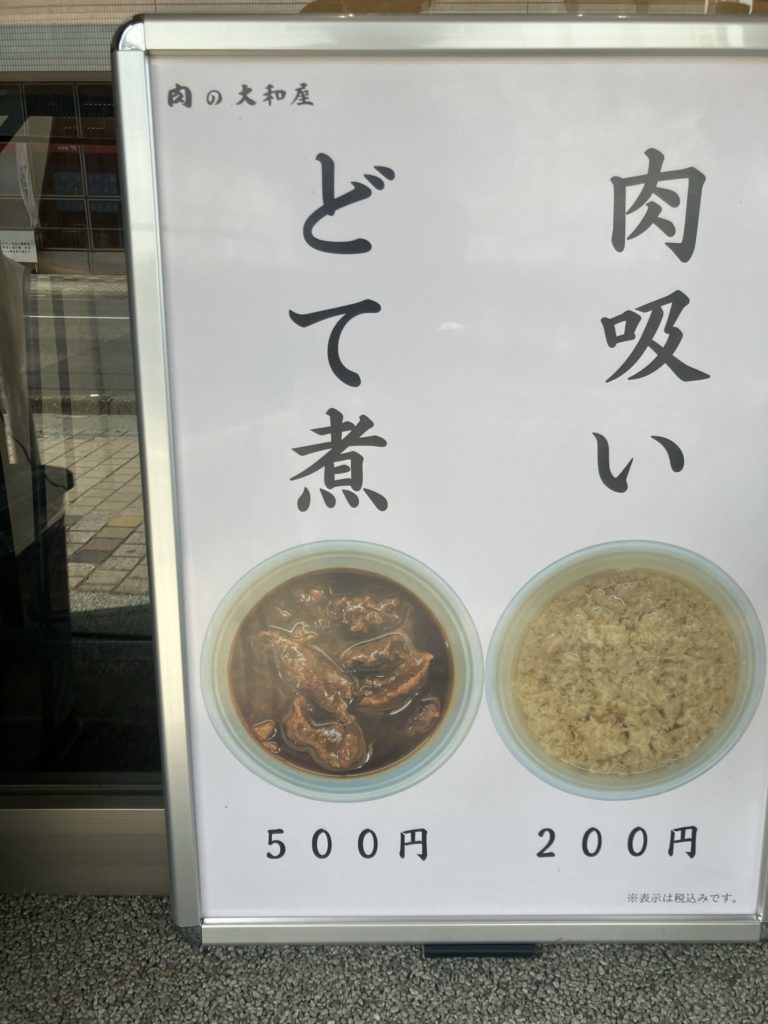 肉の大和屋
肉吸い
どて煮
500円
200円
※表示は税込みです。